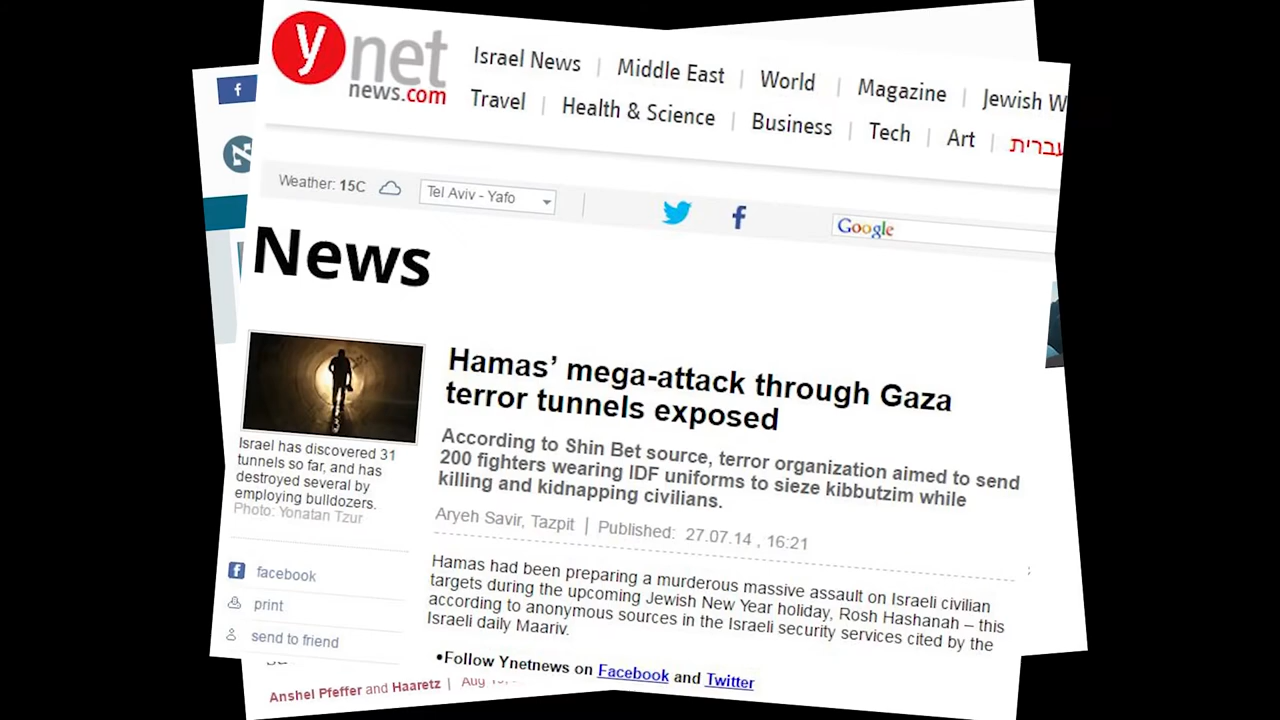 ynet
news.com
Israel News | Middle East | World | Magazine | Jewish W
Travel | Health & Science | Business | Tech | Art | עברית
Weather: 15C
Tel Aviv - Yafo
Google
News
Hamas' mega-attack through Gaza
terror tunnels exposed
According to Shin Bet source, terror organization aimed to send
200 fighters wearing IDF uniforms to sieze kibbutzim while
killing and kidnapping civilians.
Aryeh Savir, Tazpit | Published: 27.07.14 , 16:21
Israel has discovered 31
tunnels so far, and has
destroyed several by
employing bulldozers.
Photo: Yonatan Tzur
facebook
print
send to friend
Hamas had been preparing a murderous massive assault on Israeli civilian
targets during the upcoming Jewish New Year holiday, Rosh Hashanah – this
according to anonymous sources in the Israeli security services cited by the
Israeli daily Maariv.
•Follow Ynetnews on Facebook and Twitter
Anshel Pfeffer and Haaretz | Aug